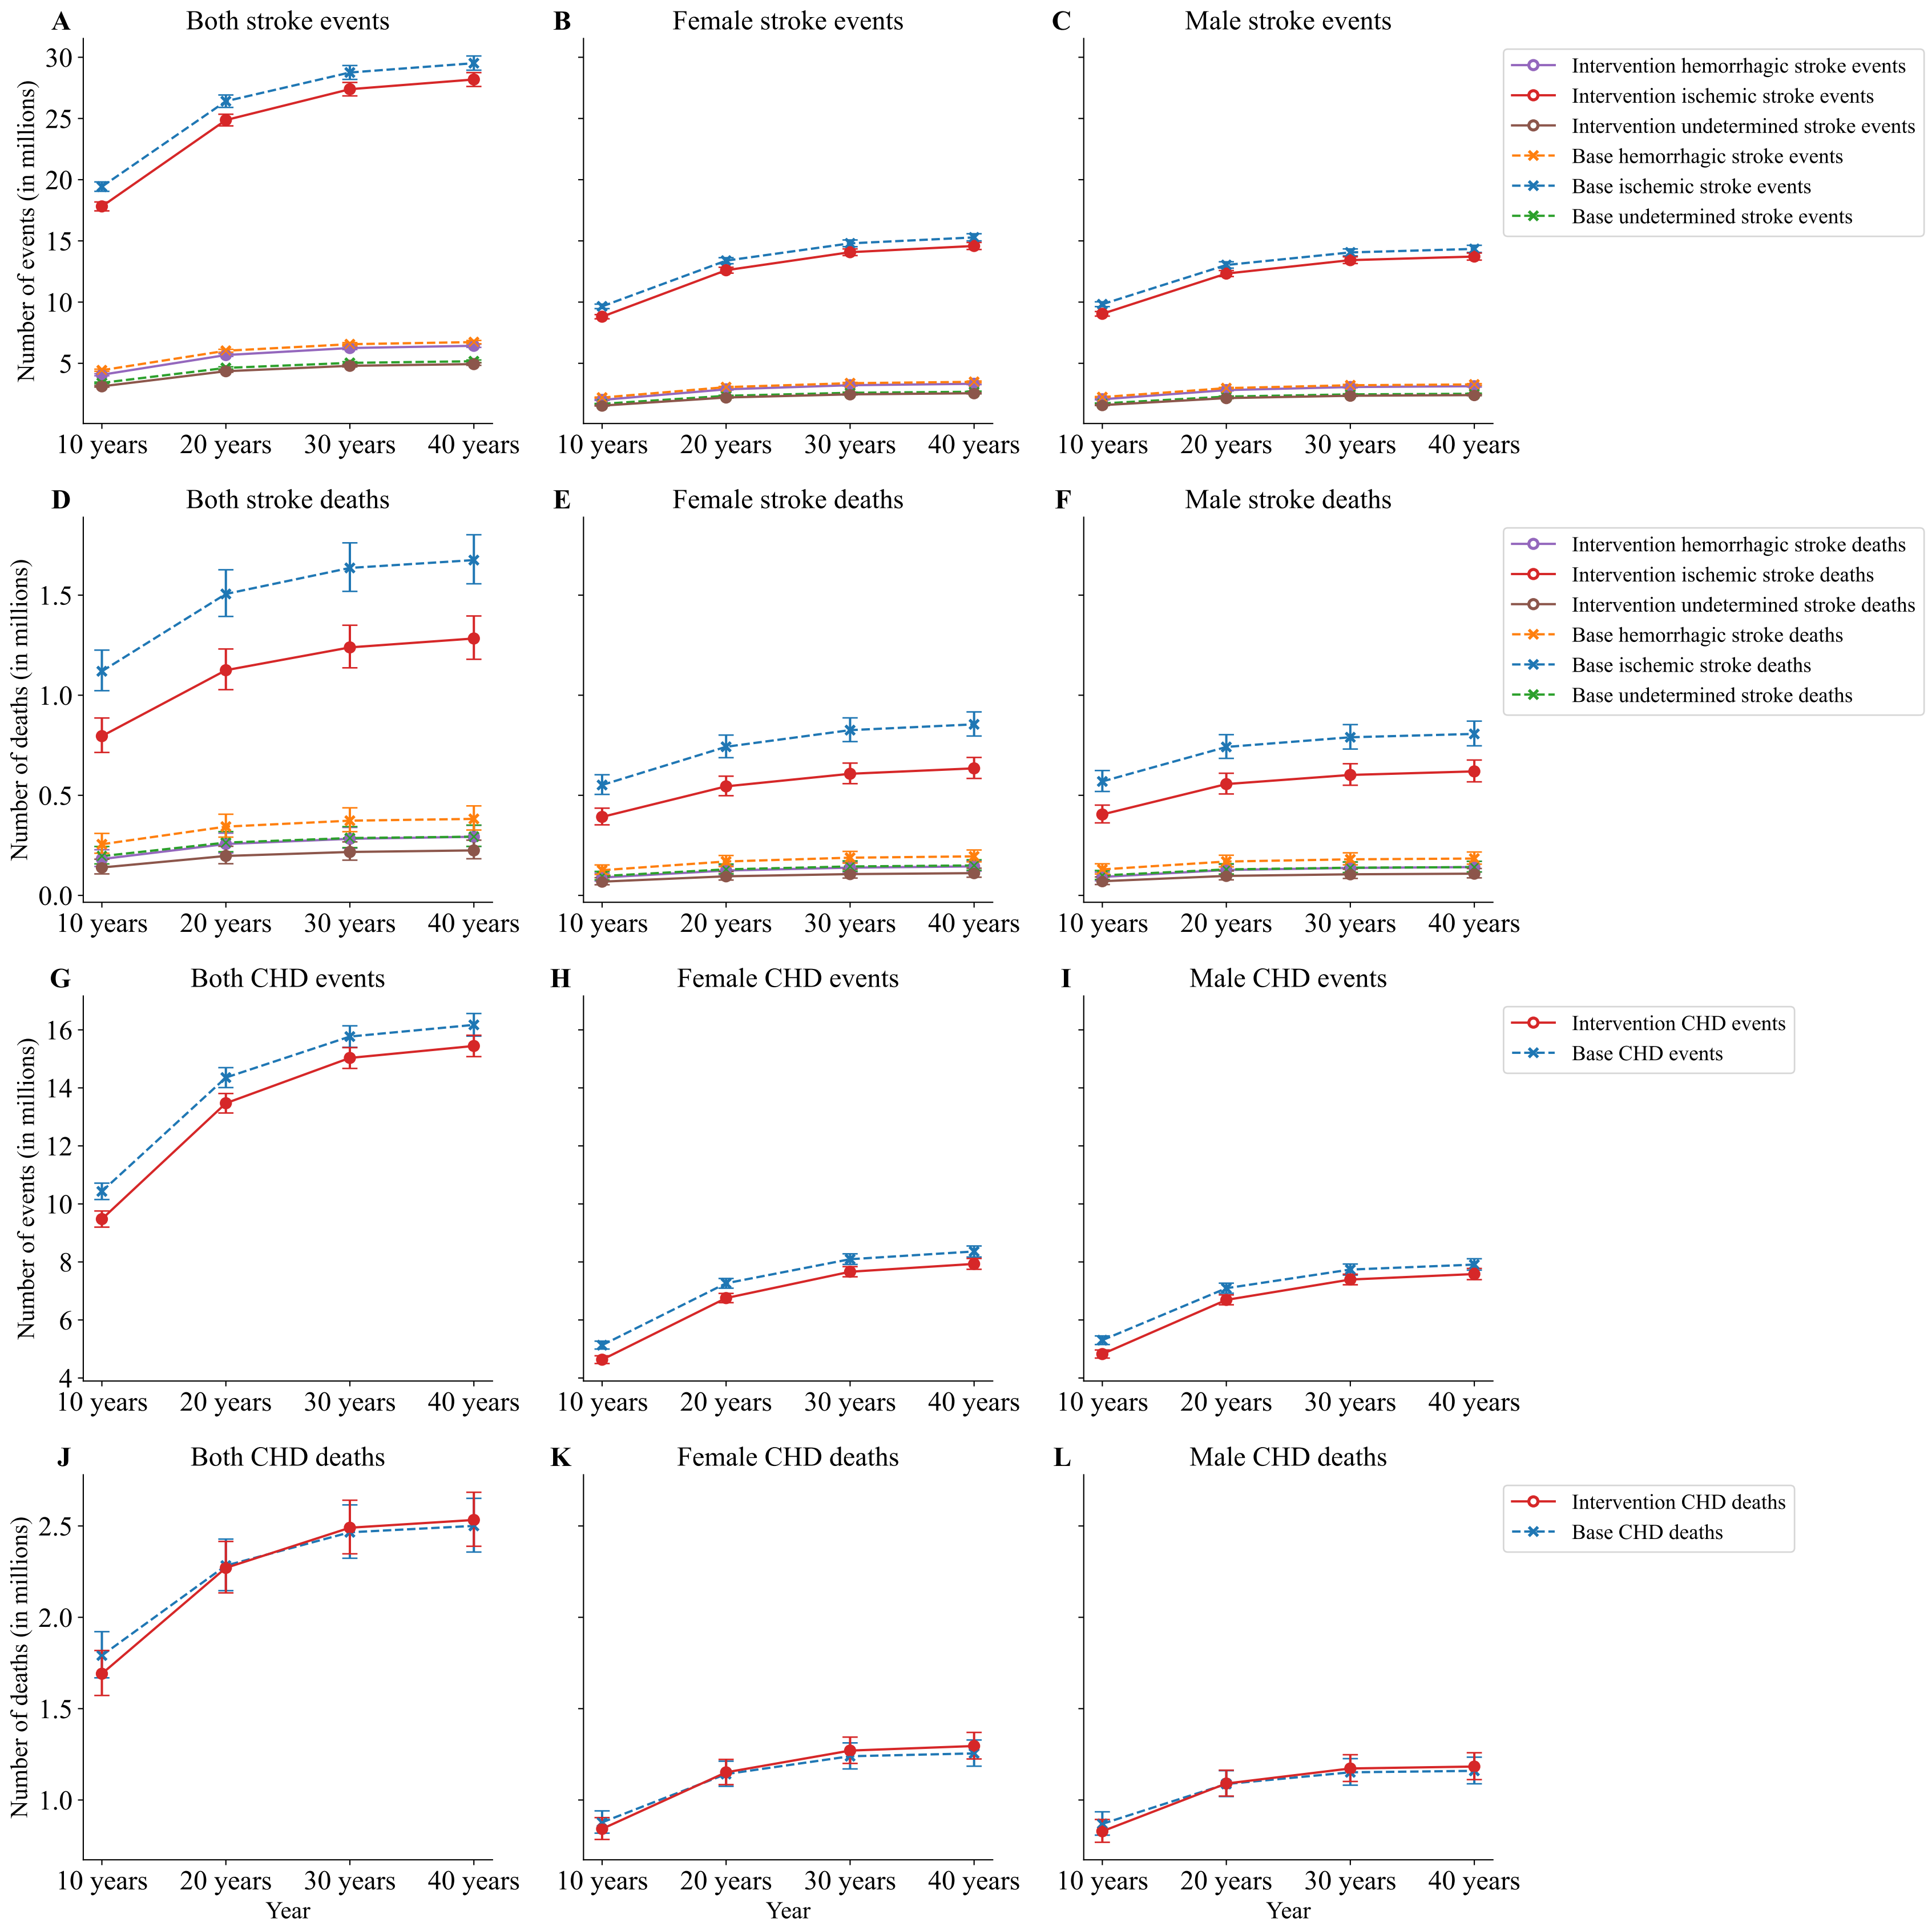 A Both stroke events
B Female stroke events
C Male stroke events
Number of events (in millions)
30
25
20
15
10
5
10 years 20 years 30 years 40 years
10 years 20 years 30 years 40 years
10 years 20 years 30 years 40 years
Intervention hemorrhagic stroke events
Intervention ischemic stroke events
Intervention undetermined stroke events
Base hemorrhagic stroke events
Base ischemic stroke events
Base undetermined stroke events
D Both stroke deaths
E Female stroke deaths
F Male stroke deaths
Number of deaths (in millions)
1.5
1.0
0.5
0.0
10 years 20 years 30 years 40 years
10 years 20 years 30 years 40 years
10 years 20 years 30 years 40 years
Intervention hemorrhagic stroke deaths
Intervention ischemic stroke deaths
Intervention undetermined stroke deaths
Base hemorrhagic stroke deaths
Base ischemic stroke deaths
Base undetermined stroke deaths
G Both CHD events
H Female CHD events
I Male CHD events
Number of events (in millions)
16
14
12
10
8
6
4
10 years 20 years 30 years 40 years
10 years 20 years 30 years 40 years
10 years 20 years 30 years 40 years
Intervention CHD events
Base CHD events
J Both CHD deaths
K Female CHD deaths
L Male CHD deaths
Number of deaths (in millions)
2.5
2.0
1.5
1.0
10 years 20 years 30 years 40 years
10 years 20 years 30 years 40 years
10 years 20 years 30 years 40 years
Year
Year
Year
Intervention CHD deaths
Base CHD deaths